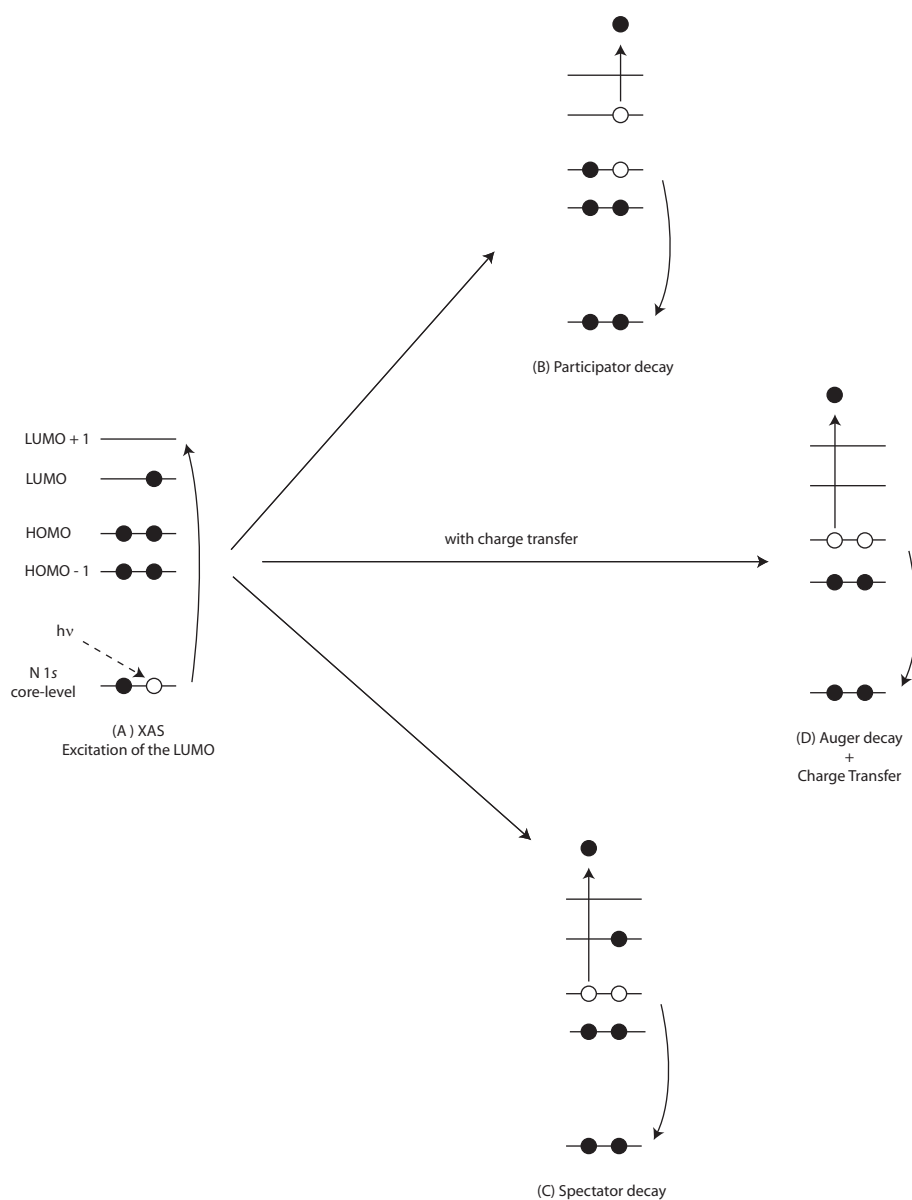 (B) Participator decay
LUMO + 1
LUMO
HOMO
HOMO - 1
hν
N 1s
core-level
(A ) XAS
Excitation of the LUMO
with charge transfer
(D) Auger decay
+
Charge Transfer
(C) Spectator decay